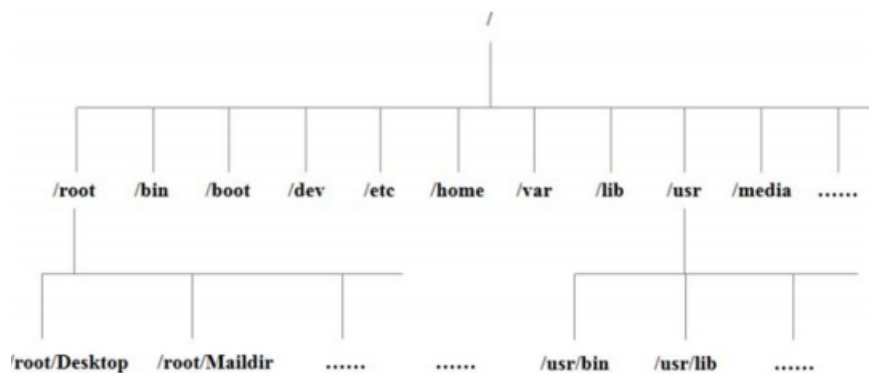 /
/root /bin /boot /dev /etc /home /var /lib /usr /media ......
/root/Desktop /root/Maildir ...... ...... /usr/bin /usr/lib ......